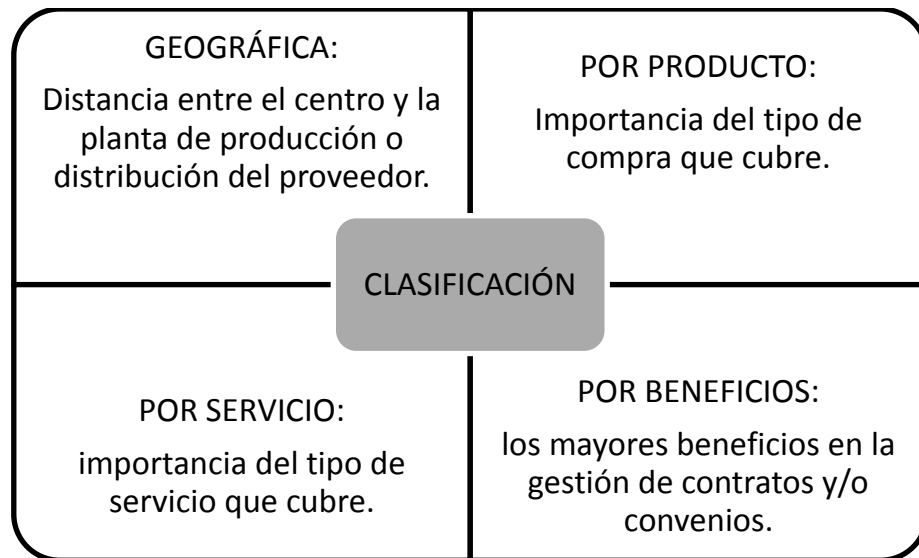 GEOGRÁFICA:
Distancia entre el centro y la
planta de producción o
distribución del proveedor.
POR PRODUCTO:
Importancia del tipo de
compra que cubre.
CLASIFICACIÓN
POR SERVICIO:
importancia del tipo de
servicio que cubre.
POR BENEFICIOS:
los mayores beneficios en la
gestión de contratos y/o
convenios.